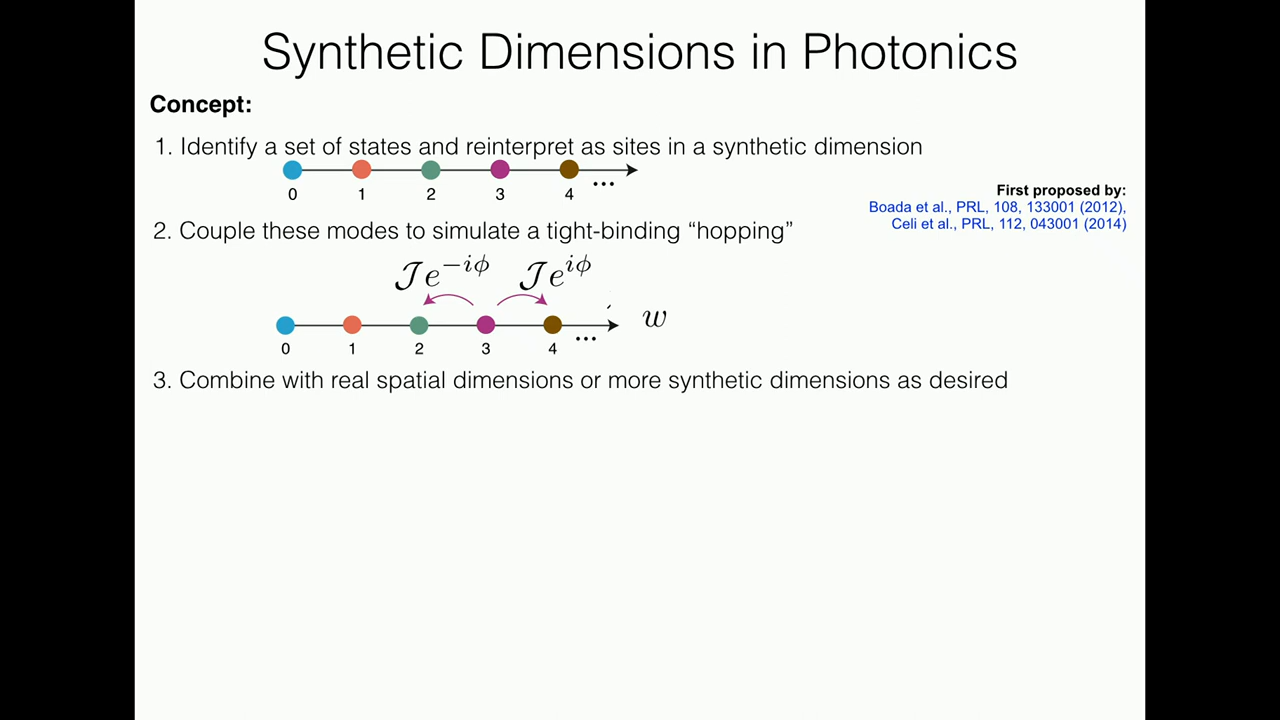 Synthetic Dimensions in Photonics
Concept:
1. Identify a set of states and reinterpret as sites in a synthetic dimension
0 1 2 3 4 ...
First proposed by:
Boada et al., PRL, 108, 133001 (2012),
Celi et al., PRL, 112, 043001 (2014)
2. Couple these modes to simulate a tight-binding “hopping”
𝒥e^{-iϕ} 𝒥e^{iϕ}
w
0 1 2 3 4 ...
3. Combine with real spatial dimensions or more synthetic dimensions as desired